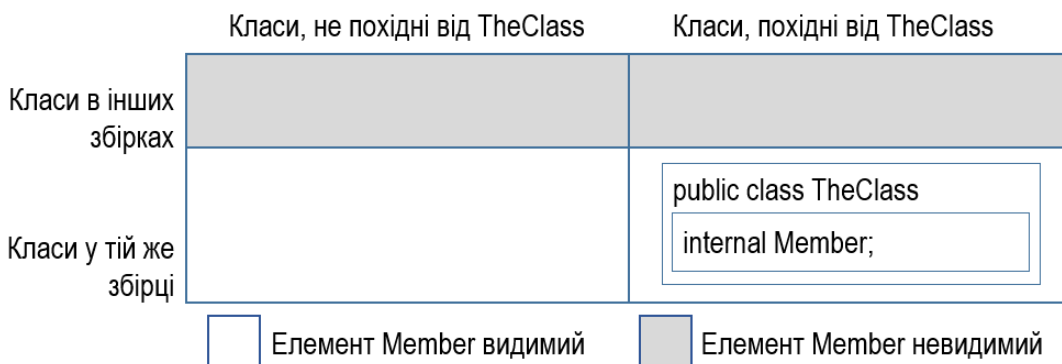 Класи, не похідні від TheClass
Класи, похідні від TheClass
Класи в інших
збірках
public class TheClass
internal Member;
Класи у тій же
збірці
Елемент Member видимий
Елемент Member невидимий